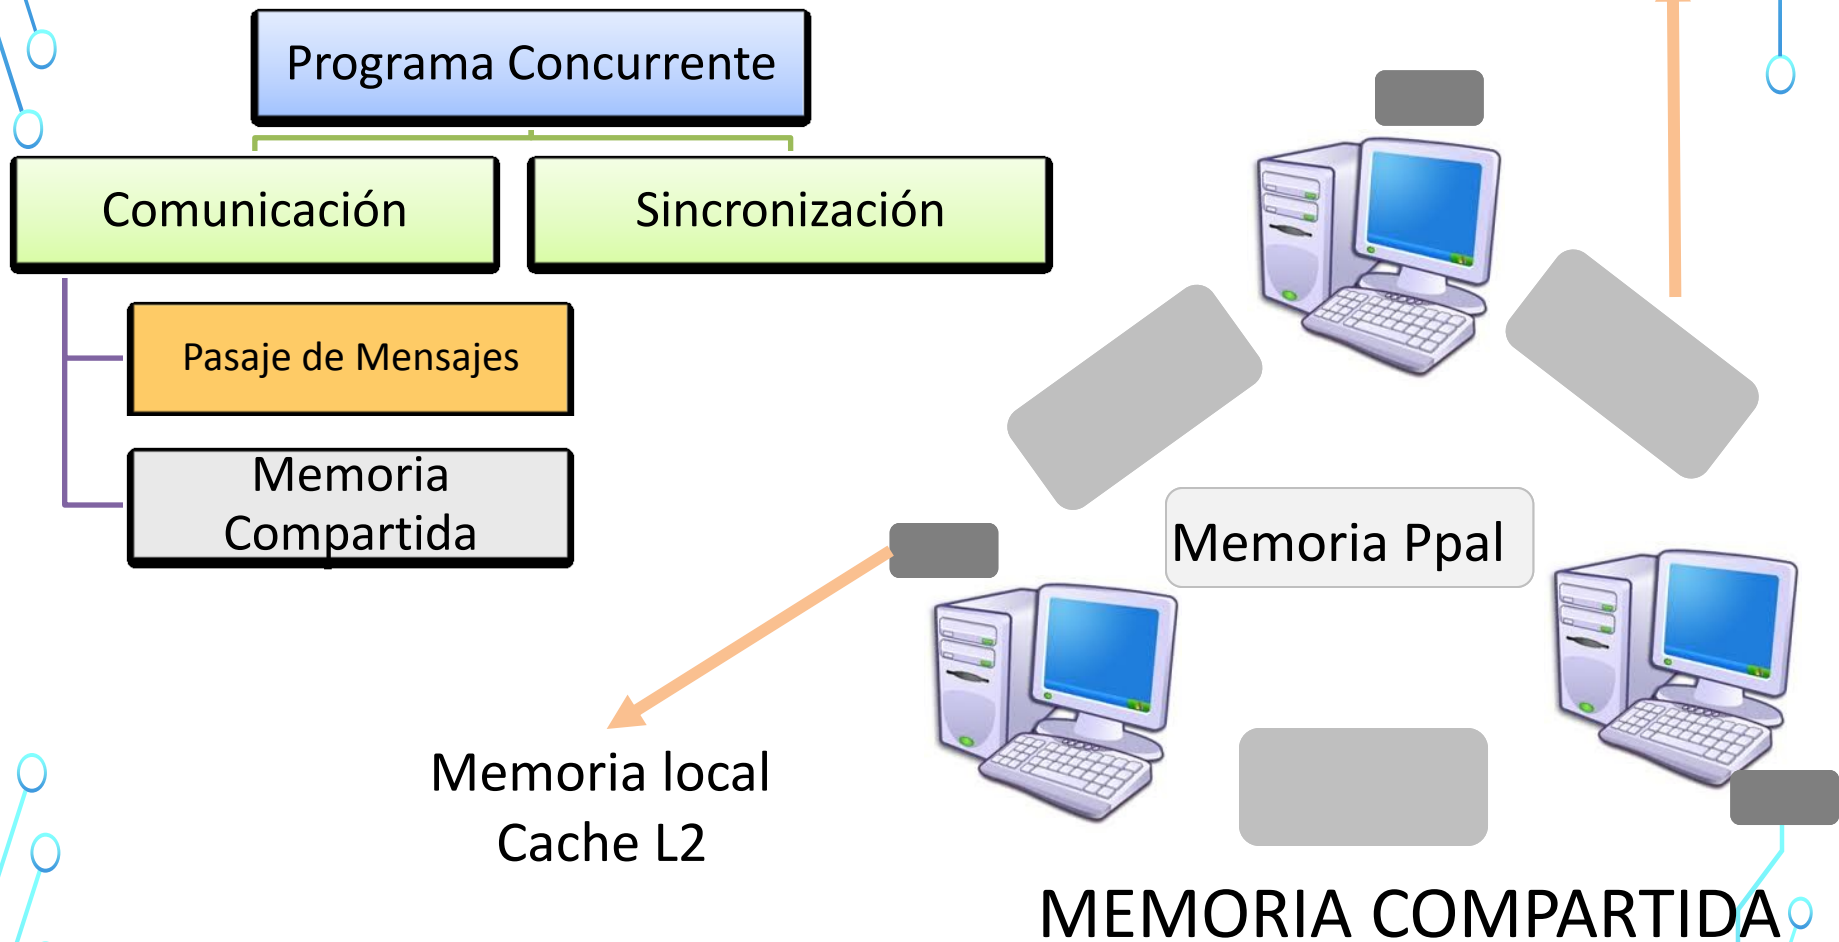 Programa Concurrente
Comunicación
Sincronización
Pasaje de Mensajes
Memoria
Compartida
Memoria Ppal
Memoria local
Cache L2
MEMORIA COMPARTIDA